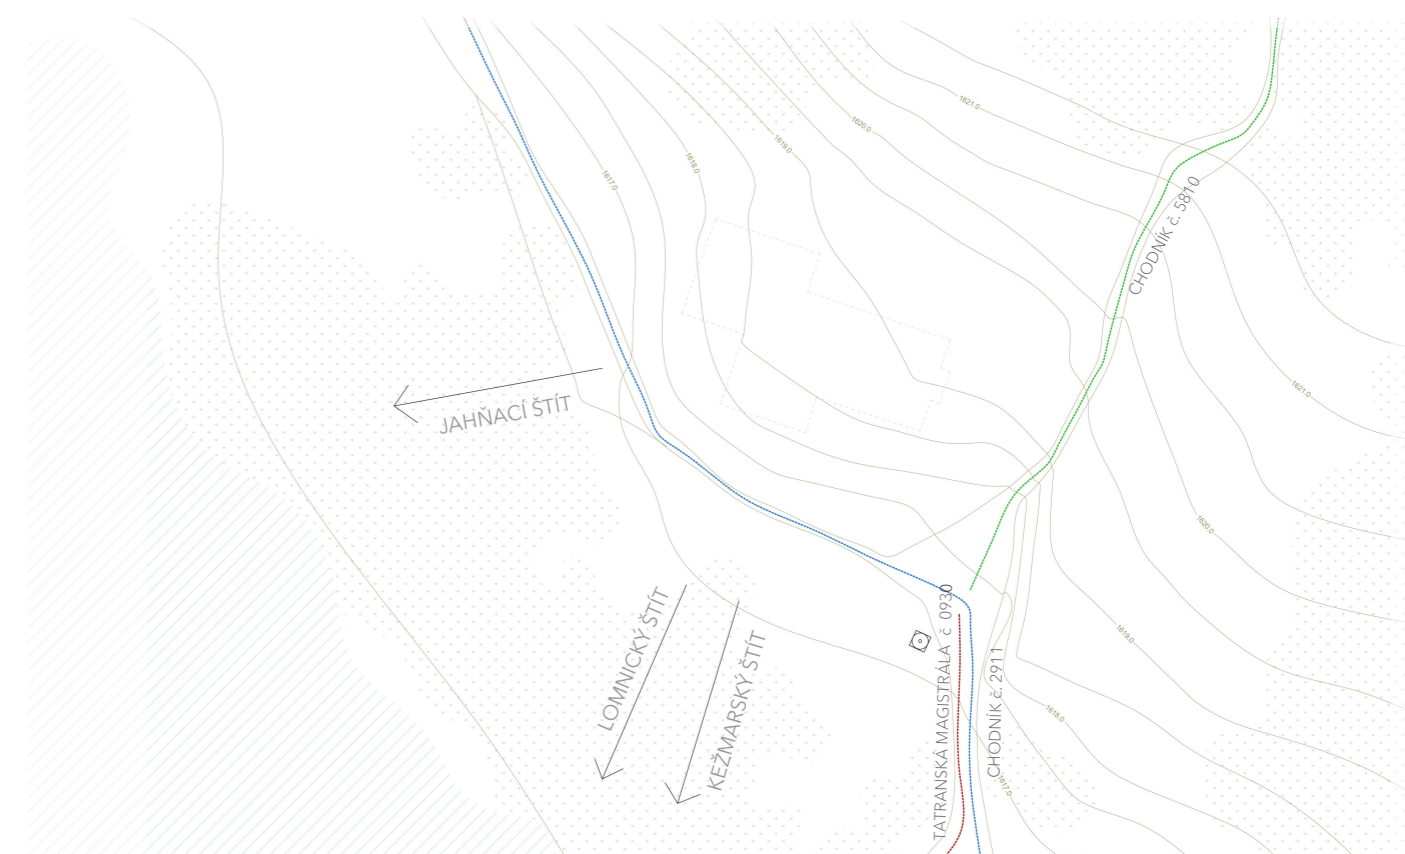 1621.0
1620.0
1619.0
1618.0
1617.0
CHODNÍK č. 5810
JAHŇACÍ ŠTÍT
1621.0
1620.0
LOMNICKÝ ŠTÍT
KEŽMARSKÝ ŠTÍT
TATRANSKÁ MAGISTRÁLA č 0930
CHODNÍK č. 2911
1619.0
1618.0
1617.0